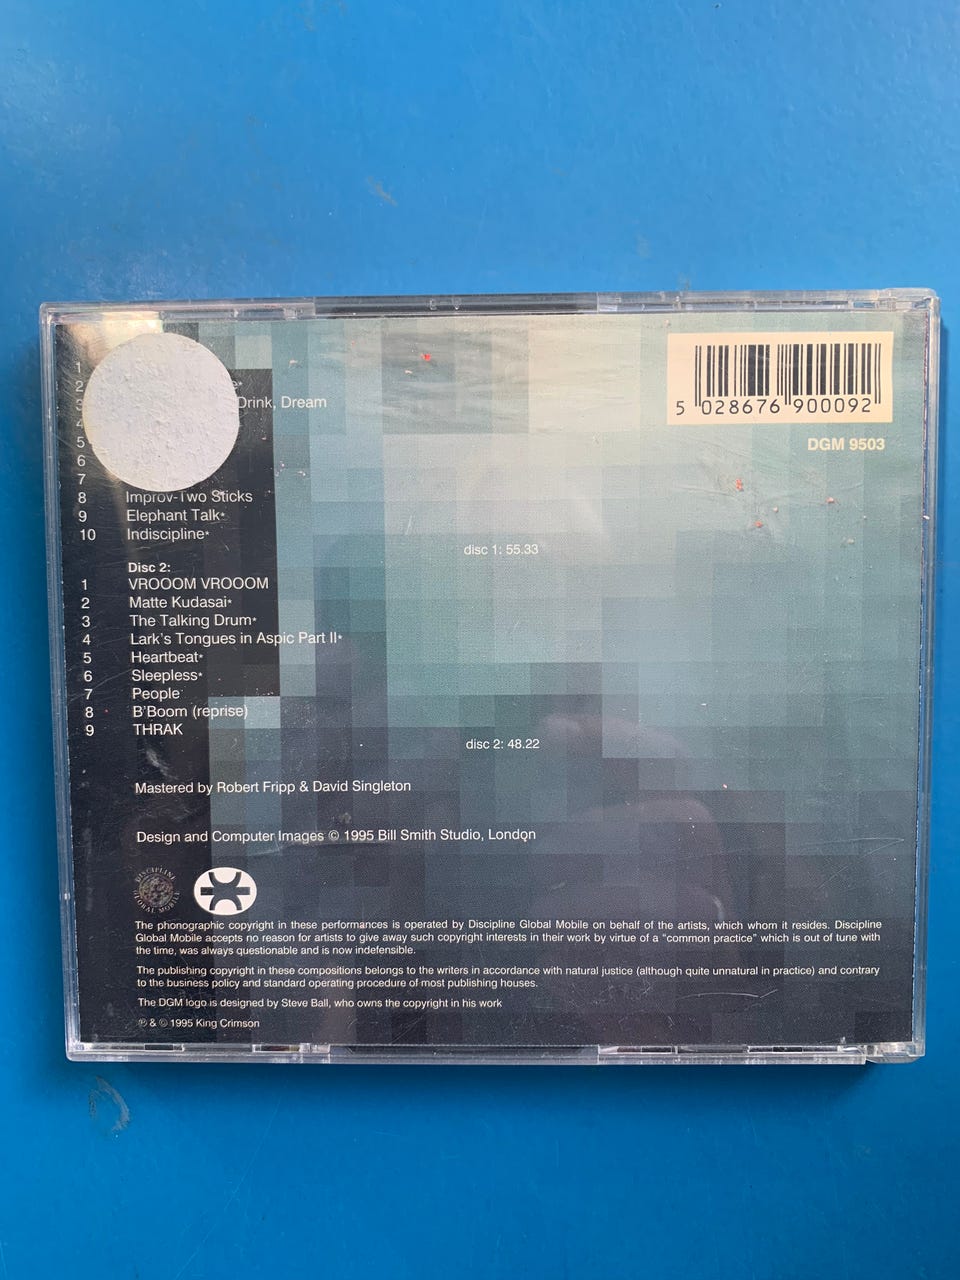 1
2 e*
3 Drink, Dream
4
5
6
7
8 Improv-Two Sticks
9 Elephant Talk*
10 Indiscipline*
disc 1: 55.33
Disc 2:
1 VROOOM VROOOM
2 Matte Kudasai*
3 The Talking Drum*
4 Lark's Tongues in Aspic Part II*
5 Heartbeat*
6 Sleepless*
7 People
8 B'Boom (reprise)
9 THRAK
disc 2: 48.22
5 028676 900092
DGM 9503
Mastered by Robert Fripp & David Singleton
Design and Computer Images © 1995 Bill Smith Studio, London
DISCIPLINE GLOBAL MOBILE
The phonographic copyright in these performances is operated by Discipline Global Mobile on behalf of the artists, which whom it resides. Discipline
Global Mobile accepts no reason for artists to give away such copyright interests in their work by virtue of a "common practice" which is out of tune with
the time, was always questionable and is now indefensible.
The publishing copyright in these compositions belongs to the writers in accordance with natural justice (although quite unnatural in practice) and contrary
to the business policy and standard operating procedure of most publishing houses.
The DGM logo is designed by Steve Ball, who owns the copyright in his work
℗ & © 1995 King Crimson